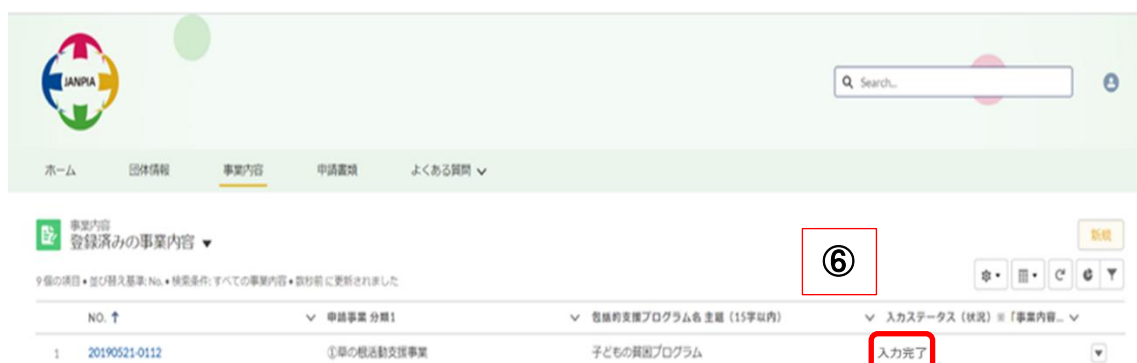 JANPIA
Search...
ホーム 団体情報 事業内容 申請書類 よくある質問
事業内容
登録済みの事業内容
新規
⑥
9 個の項目 • 並び替え基準: No. • 検索条件: すべての事業内容 • 数秒前 に更新されました
NO. ↑ 申請事業 分類1 包括的支援プログラム名 主題（15字以内） 入力ステータス（状況）※「事業内容...
1 20190521-0112 ①草の根活動支援事業 子どもの貧困プログラム 入力完了